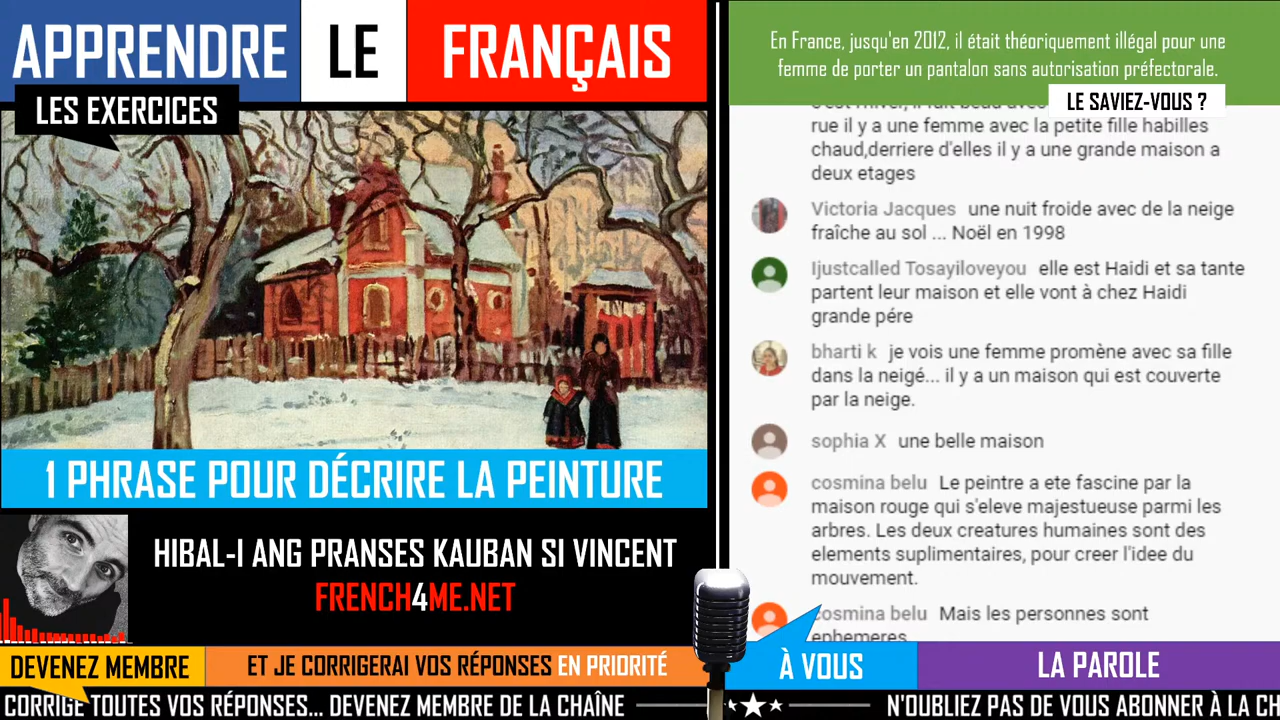 APPRENDRE LE FRANÇAIS
LES EXERCICES
1 PHRASE POUR DÉCRIRE LA PEINTURE
HIBAL-I ANG PRANSES KAUBAN SI VINCENT
FRENCH4ME.NET
DEVENEZ MEMBRE
ET JE CORRIGERAI VOS RÉPONSES EN PRIORITÉ
CORRIGE TOUTES VOS RÉPONSES... DEVENEZ MEMBRE DE LA CHAÎNE
N'OUBLIEZ PAS DE VOUS ABONNER À LA CH
En France, jusqu'en 2012, il était théoriquement illégal pour une
femme de porter un pantalon sans autorisation préfectorale.
LE SAVIEZ-VOUS ?
rue il y a une femme avec la petite fille habilles
chaud,derriere d'elles il y a une grande maison a
deux etages
Victoria Jacques une nuit froide avec de la neige
fraîche au sol ... Noël en 1998
Ijustcalled Tosayiloveyou elle est Haidi et sa tante
partent leur maison et elle vont à chez Haidi
grande pére
bharti k je vois une femme promène avec sa fille
dans la neigé... il y a un maison qui est couverte
par la neige.
sophia X une belle maison
cosmina belu Le peintre a ete fascine par la
maison rouge qui s'eleve majestueuse parmi les
arbres. Les deux creatures humaines sont des
elements suplimentaires, pour creer l'idee du
mouvement.
cosmina belu Mais les personnes sont
ephemeres
À VOUS
LA PAROLE